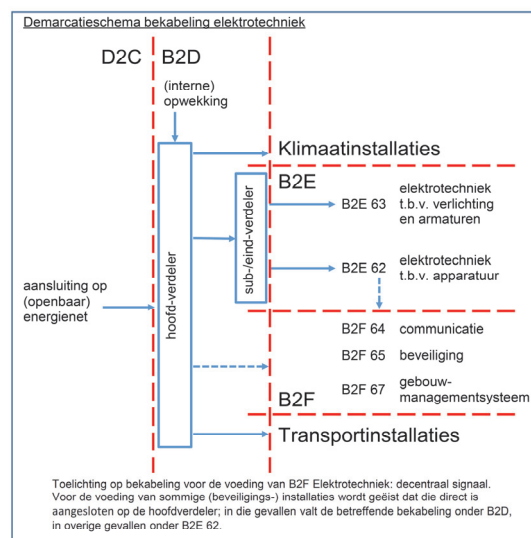 Demarcatieschema bekabeling elektrotechniek
D2C B2D
(interne)
opwekking
Klimaatinstallaties
B2E
B2E 63 elektrotechniek
t.b.v. verlichting
en armaturen
sub-/eind-verdeler
B2E 62 elektrotechniek
t.b.v. apparatuur
aansluiting op
(openbaar)
energienet
hoofd-verdeler
B2F 64 communicatie
B2F 65 beveiliging
B2F 67 gebouw-
managementsysteem
B2F
Transportinstallaties
Toelichting op bekabeling voor de voeding van B2F Elektrotechniek: decentraal signaal.
Voor de voeding van sommige (beveiligings-) installaties wordt geëist dat die direct is
aangesloten op de hoofdverdeler; in die gevallen valt de betreffende bekabeling onder B2D,
in overige gevallen onder B2E 62.